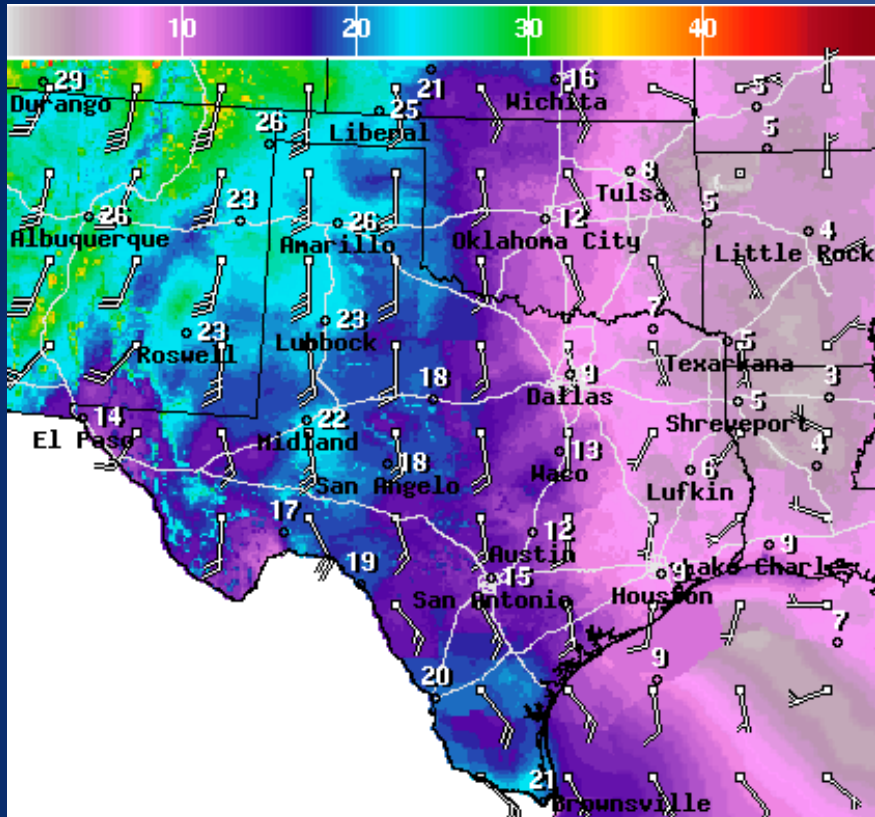 10 20 30 40
29 21 16 5
Durango Wichita
25
Liberal
26 5
8
Tulsa
26 23 26 12 5 4
Albuquerque Amarillo Oklahoma City Little Rock
23 23 7 5
Roswell Lubbock Texarkana
9
18 Dallas 5 3
14 22 Shreveport
El Paso Midland 13
18 Waco 6 4
San Angelo Lufkin
17 12 9
Austin
19 15 9 Lake Charles
San Antonio Houston
7
20 9
21
Brownsville